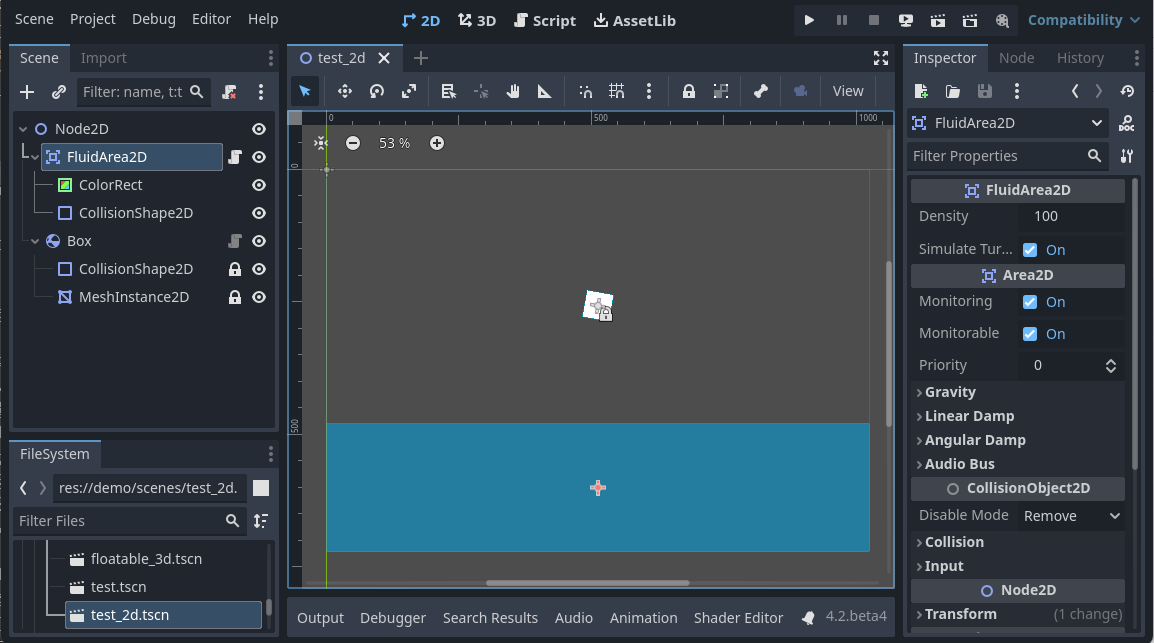 Scene Project Debug Editor Help 2D 3D Script AssetLib Compatibility
Scene Import
Filter: name, t:t
Node2D
FluidArea2D
ColorRect
CollisionShape2D
Box
CollisionShape2D
MeshInstance2D
FileSystem
res://demo/scenes/test_2d.
Filter Files
floatable_3d.tscn
test.tscn
test_2d.tscn
test_2d
View
0 500 1000
53 %
0
500
Output Debugger Search Results Audio Animation Shader Editor 4.2.beta4
Inspector Node History
FluidArea2D
Filter Properties
FluidArea2D
Density 100
Simulate Tur... On
Area2D
Monitoring On
Monitorable On
Priority 0
Gravity
Linear Damp
Angular Damp
Audio Bus
CollisionObject2D
Disable Mode Remove
Collision
Input
Node2D
Transform (1 change)